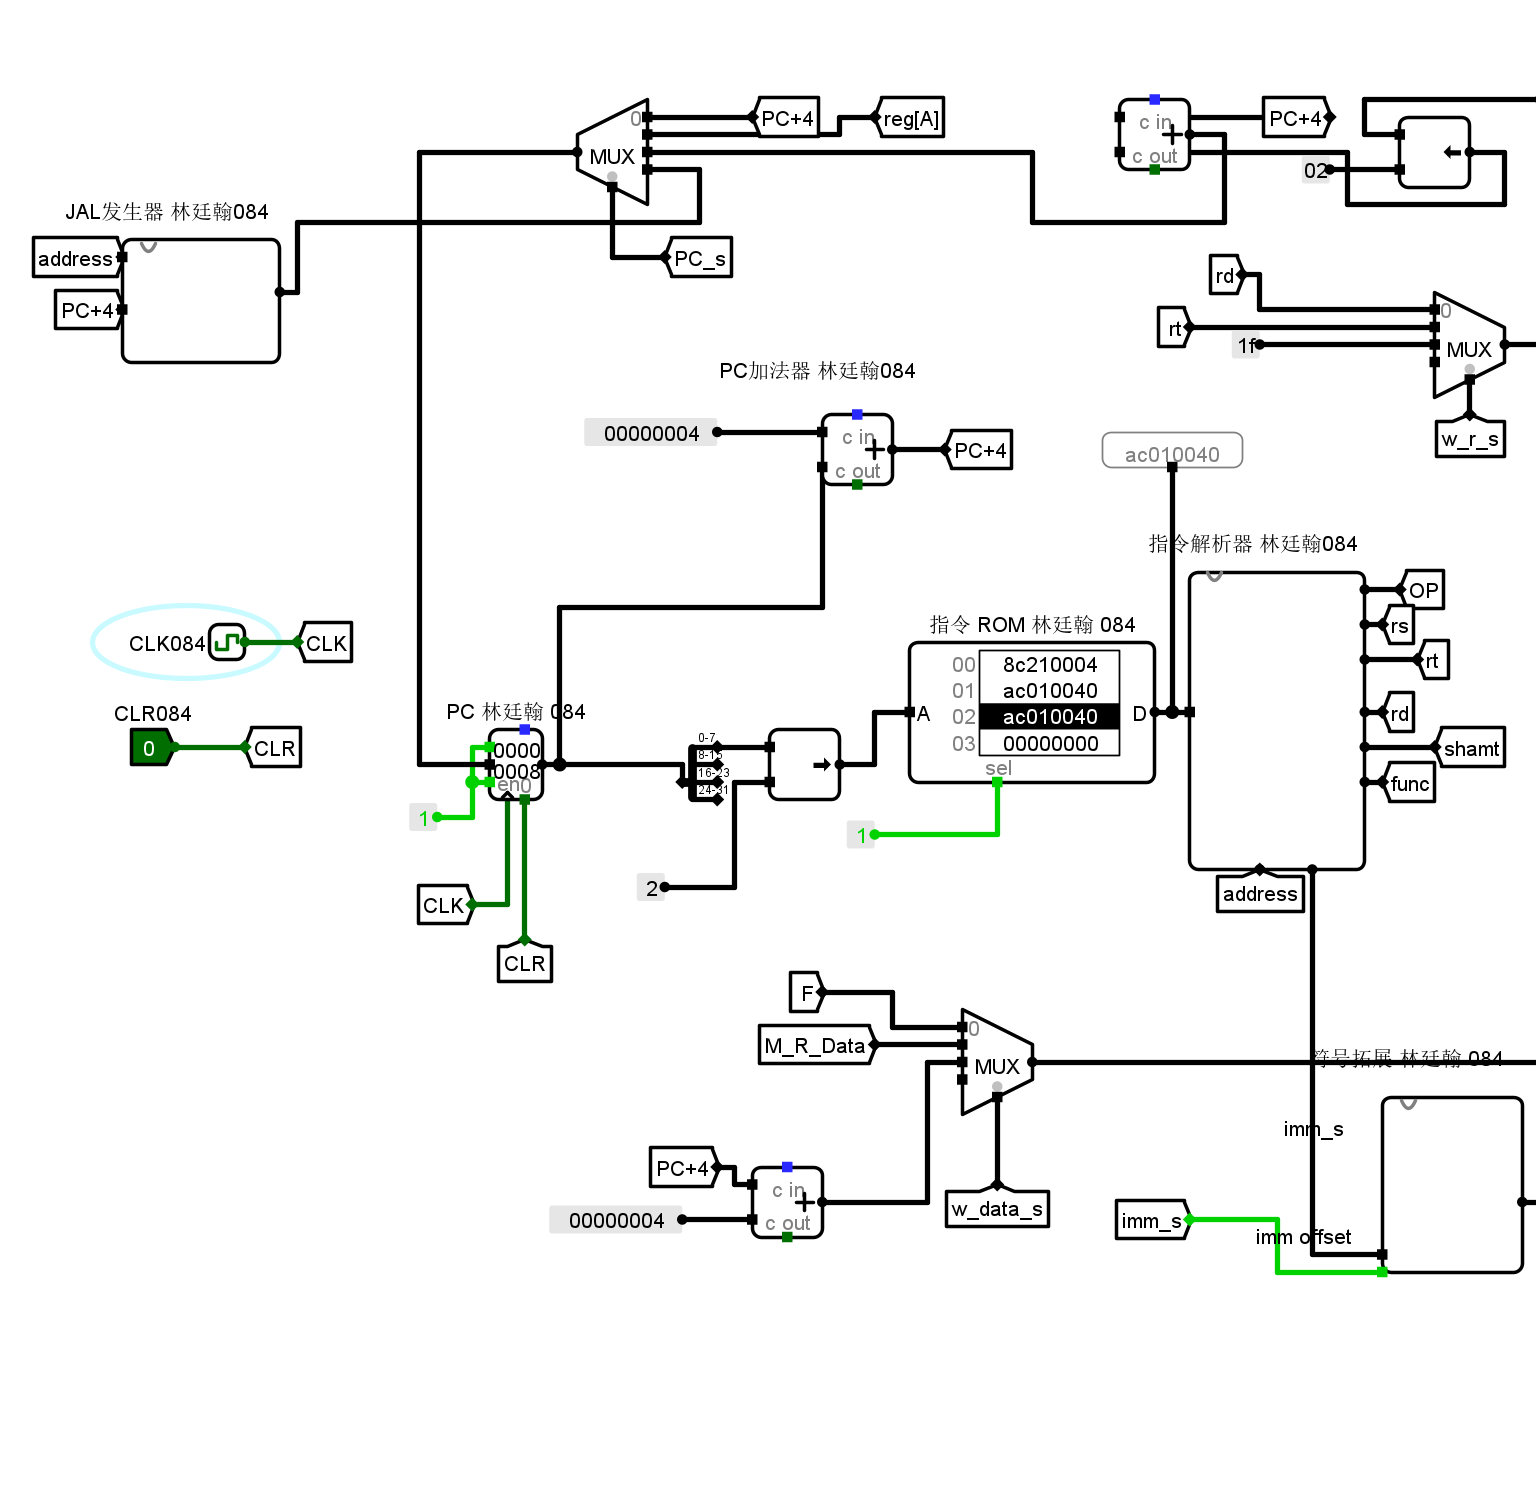 0
PC+4
reg[A]
MUX
c in
c out
PC+4
02
JAL发生器 林廷翰084
address
PC+4
PC_s
rd
rt
1f
0
MUX
w_r_s
PC加法器 林廷翰084
00000004
c in
c out
PC+4
ac010040
指令解析器 林廷翰084
OP
rs
rt
rd
shamt
func
address
CLK084
CLK
CLR084
0
CLR
PC 林廷翰 084
0000
0008
en0
1
CLK
CLR
0-7
8-15
16-23
24-31
2
指令 ROM 林廷翰 084
00 8c210004
01 ac010040
02 ac010040
03 00000000
A
D
sel
1
F
M_R_Data
0
MUX
w_data_s
PC+4
00000004
c in
c out
符号拓展 林廷翰 084
imm_s
imm_s
imm offset